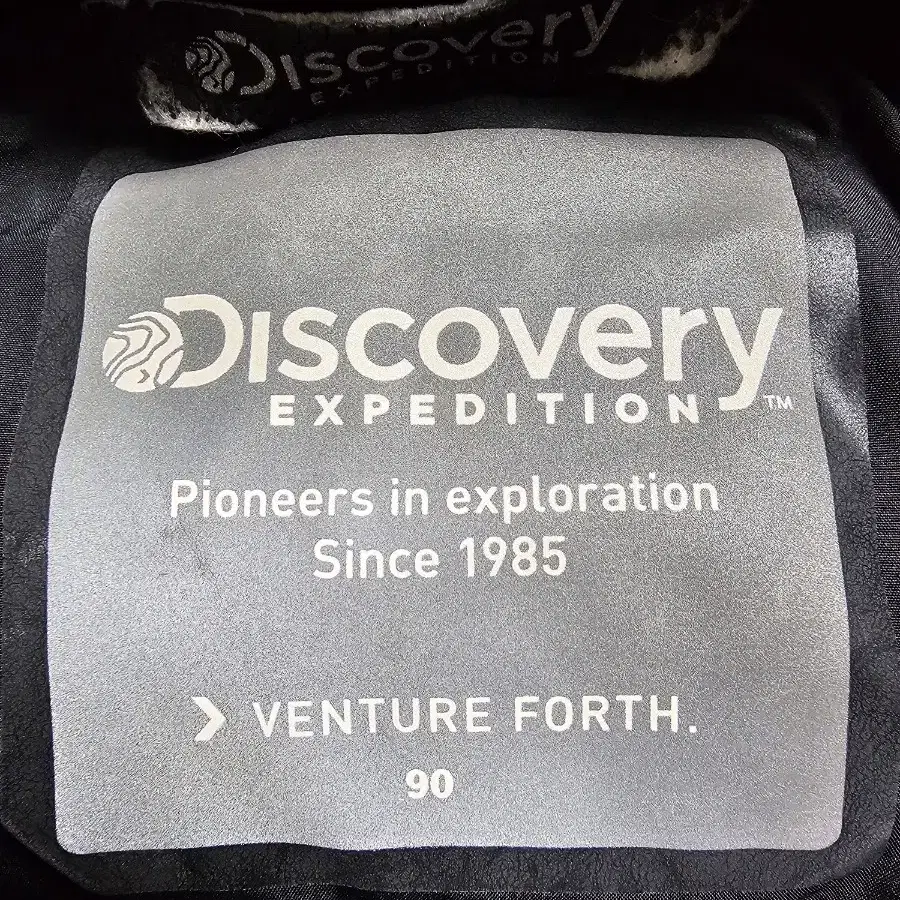 Discovery
EXPEDITION
Discovery
EXPEDITION™
Pioneers in exploration
Since 1985
VENTURE FORTH.
90